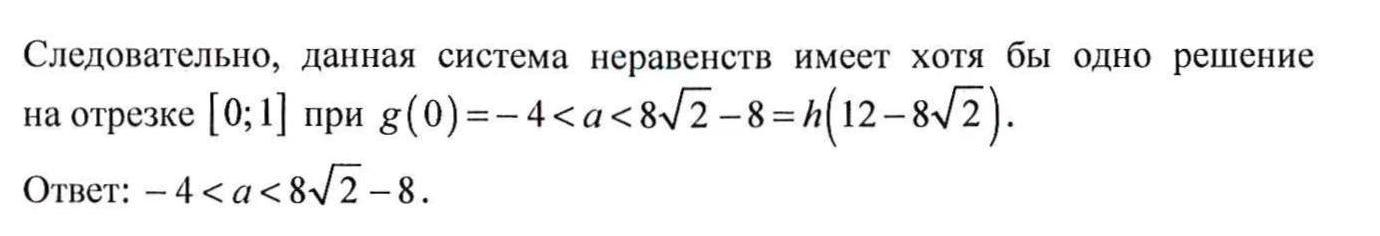 Следовательно, данная система неравенств имеет хотя бы одно решение
на отрезке [0; 1] при g(0) = − 4 < a < 8√2 − 8 = h(12 − 8√2).
Ответ: − 4 < a < 8√2 − 8.